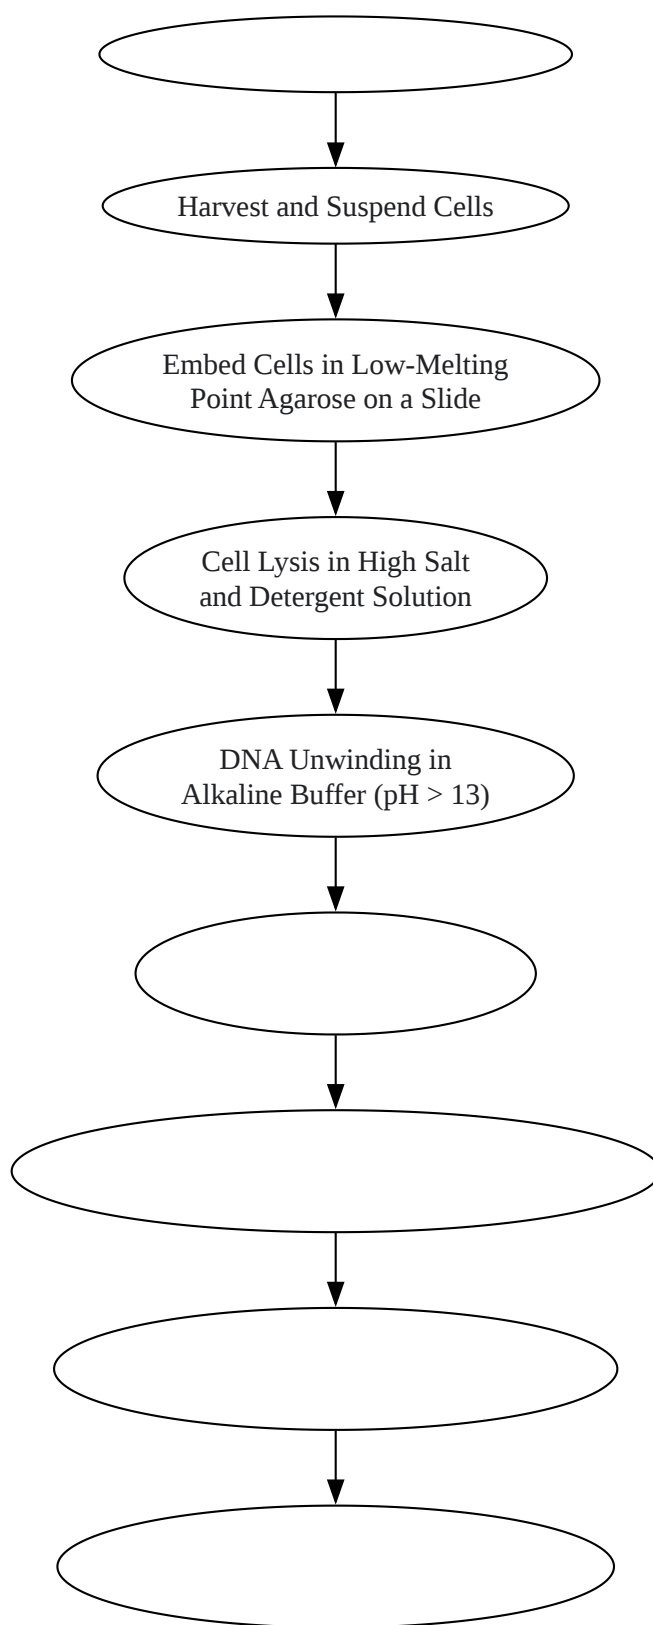 Harvest and Suspend Cells
Embed Cells in Low-Melting
Point Agarose on a Slide
Cell Lysis in High Salt
and Detergent Solution
DNA Unwinding in
Alkaline Buffer (pH > 13)